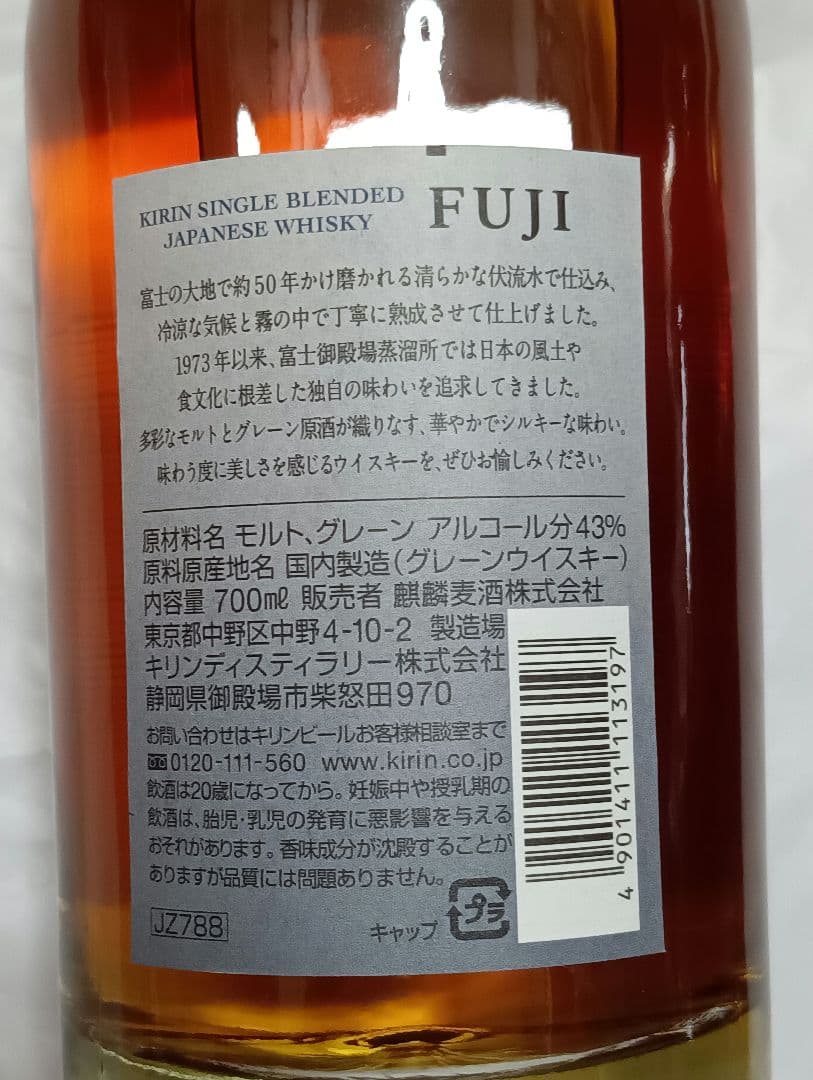 KIRIN SINGLE BLENDED
JAPANESE WHISKY
FUJI
富士の大地で約50年かけ磨かれる清らかな伏流水で仕込み、
冷涼な気候と霧の中で丁寧に熟成させて仕上げました。
1973年以来、富士御殿場蒸溜所では日本の風土や
食文化に根差した独自の味わいを追求してきました。
多彩なモルトとグレーン原酒が織りなす、華やかでシルキーな味わい。
味わう度に美しさを感じるウイスキーを、ぜひお愉しみください。
原材料名 モルト、グレーン アルコール分43%
原料原産地名 国内製造(グレーンウイスキー)
内容量 700mℓ 販売者 麒麟麦酒株式会社
東京都中野区中野4-10-2 製造場
キリンディスティラリー株式会社
静岡県御殿場市柴怒田970
お問い合わせはキリンビールお客様相談室まで
0120-111-560 www.kirin.co.jp
飲酒は20歳になってから。妊娠中や授乳期の
飲酒は、胎児・乳児の発育に悪影響を与える
おそれがあります。香味成分が沈殿することが
ありますが品質には問題ありません。
JZ788
キャップ プラ
4 901411 113197